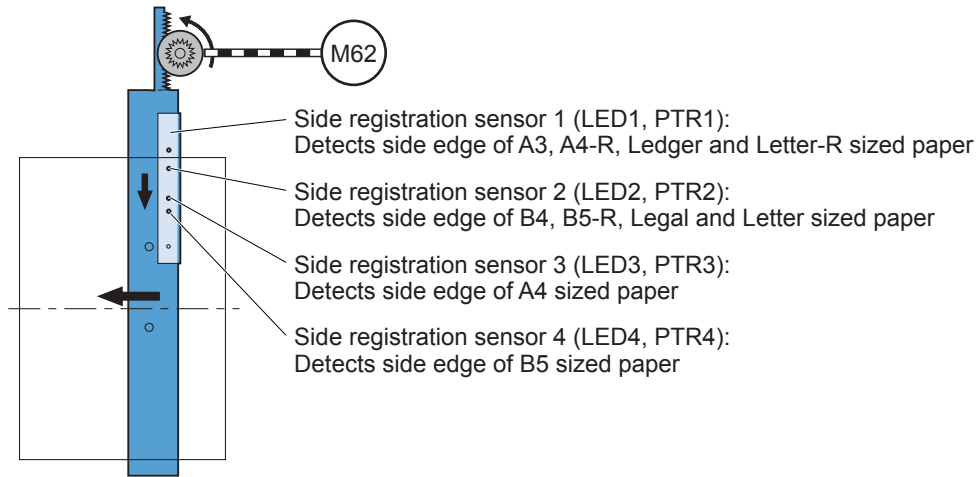 M62
Side registration sensor 1 (LED1, PTR1):
Detects side edge of A3, A4-R, Ledger and Letter-R sized paper
Side registration sensor 2 (LED2, PTR2):
Detects side edge of B4, B5-R, Legal and Letter sized paper
Side registration sensor 3 (LED3, PTR3):
Detects side edge of A4 sized paper
Side registration sensor 4 (LED4, PTR4):
Detects side edge of B5 sized paper